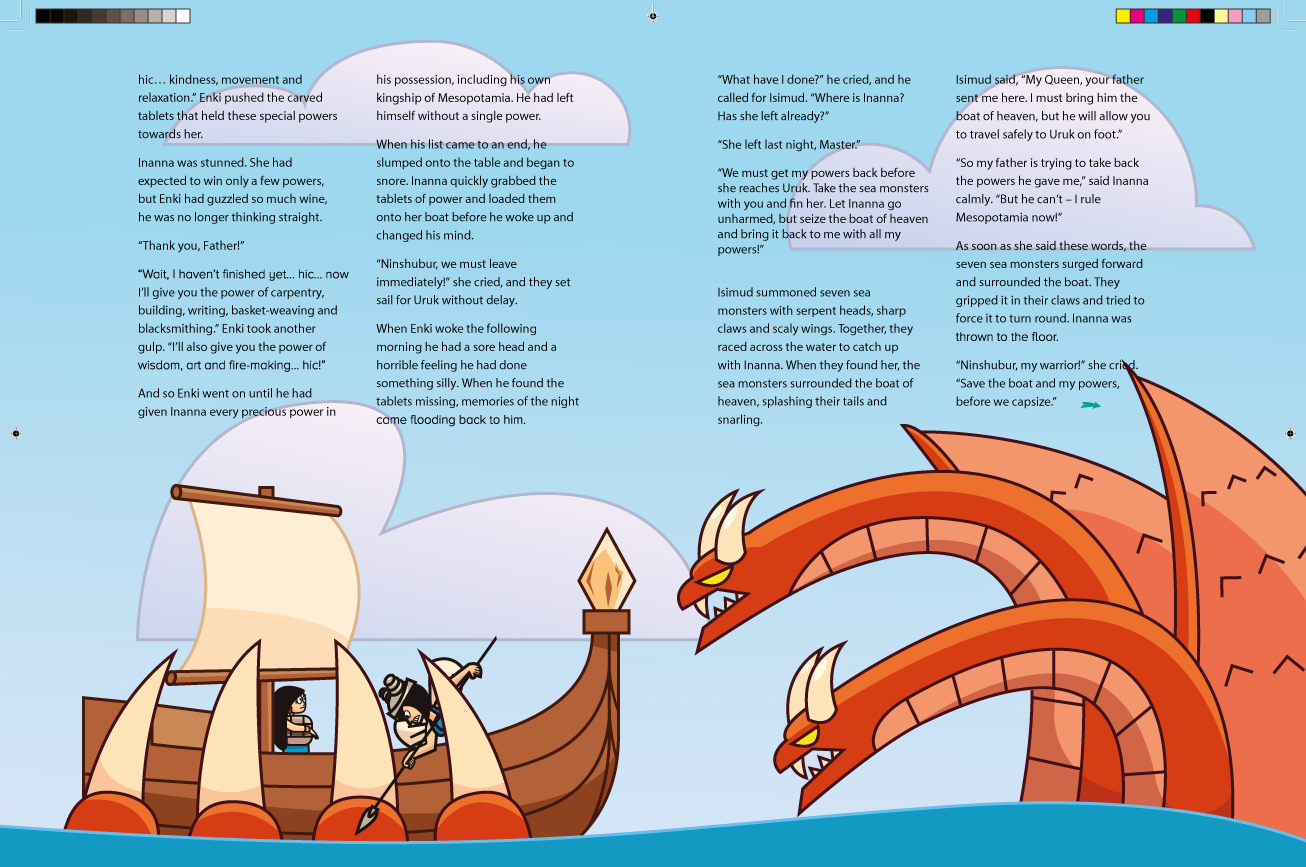 hic… kindness, movement and
relaxation.” Enki pushed the carved
tablets that held these special powers
towards her.
Inanna was stunned. She had
expected to win only a few powers,
but Enki had guzzled so much wine,
he was no longer thinking straight.
“Thank you, Father!”
“Wait, I haven’t finished yet... hic... now
I’ll give you the power of carpentry,
building, writing, basket-weaving and
blacksmithing.” Enki took another
gulp. “I’ll also give you the power of
wisdom, art and fire-making... hic!”
And so Enki went on until he had
given Inanna every precious power in
his possession, including his own
kingship of Mesopotamia. He had left
himself without a single power.
When his list came to an end, he
slumped onto the table and began to
snore. Inanna quickly grabbed the
tablets of power and loaded them
onto her boat before he woke up and
changed his mind.
“Ninshubur, we must leave
immediately!” she cried, and they set
sail for Uruk without delay.
When Enki woke the following
morning he had a sore head and a
horrible feeling he had done
something silly. When he found the
tablets missing, memories of the night
came flooding back to him.
“What have I done?” he cried, and he
called for Isimud. “Where is Inanna?
Has she left already?”
“She left last night, Master.”
“We must get my powers back before
she reaches Uruk. Take the sea monsters
with you and fin her. Let Inanna go
unharmed, but seize the boat of heaven
and bring it back to me with all my
powers!”
Isimud summoned seven sea
monsters with serpent heads, sharp
claws and scaly wings. Together, they
raced across the water to catch up
with Inanna. When they found her, the
sea monsters surrounded the boat of
heaven, splashing their tails and
snarling.
Isimud said, “My Queen, your father
sent me here. I must bring him the
boat of heaven, but he will allow you
to travel safely to Uruk on foot.”
“So my father is trying to take back
the powers he gave me,” said Inanna
calmly. “But he can’t – I rule
Mesopotamia now!”
As soon as she said these words, the
seven sea monsters surged forward
and surrounded the boat. They
gripped it in their claws and tried to
force it to turn round. Inanna was
thrown to the floor.
“Ninshubur, my warrior!” she cried.
“Save the boat and my powers,
before we capsize.”